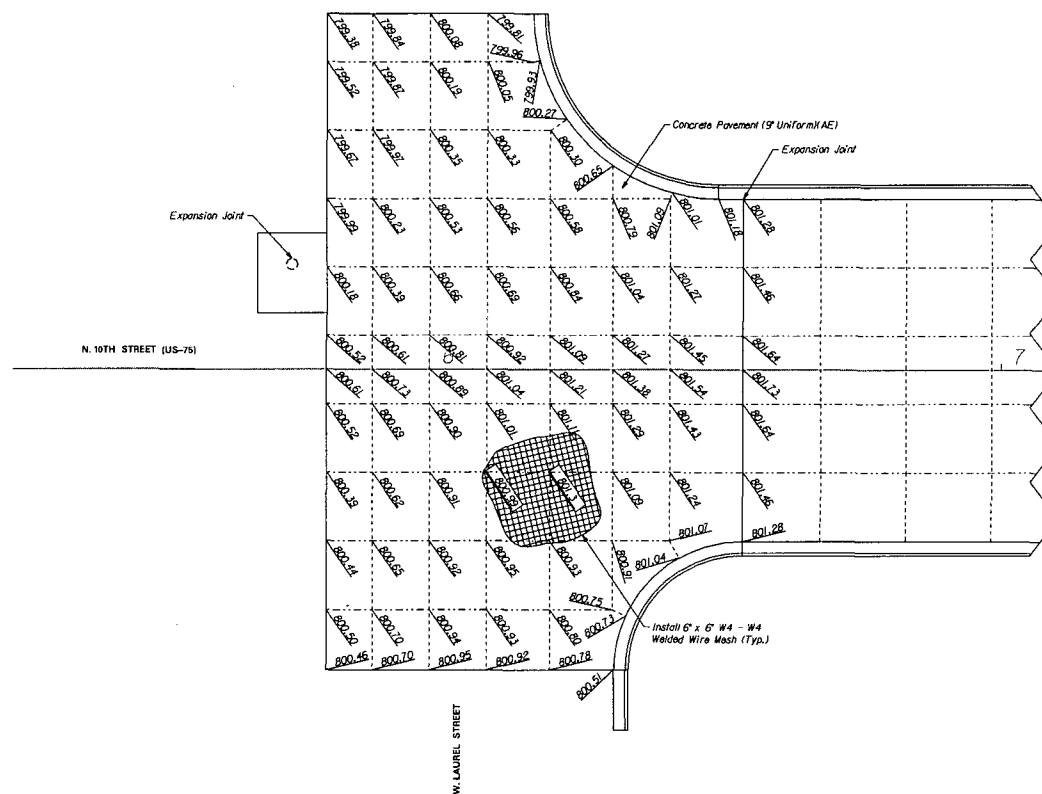 799.38 799.84 800.08 799.81
799.96
799.52 799.87 800.19 800.05 799.93
800.27
Concrete Pavement (9" Uniform)(AE)
799.67 799.97 800.35 800.33 800.30
Expansion Joint
800.65
799.99 800.23 800.53 800.56 800.58 800.79 801.09 801.01 801.18 801.28
Expansion Joint
800.18 800.39 800.66 800.69 800.84 801.04 801.27 801.46
N. 10TH STREET (US-75)
800.52 800.61 800.81 800.92 801.09 801.27 801.45 801.64
7
800.61 800.73 800.89 801.04 801.21 801.38 801.54 801.73
800.52 800.69 800.90 801.01 801.11 801.29 801.43 801.64
800.39 800.62 800.91 800.99 801.09 801.24 801.46
801.07 801.28
800.44 800.65 800.92 800.95 800.93 800.91 801.04
800.75
800.50 800.70 800.94 800.93 800.80 800.73
Install 6" x 6" W4 - W4
Welded Wire Mesh (Typ.)
800.46 800.70 800.95 800.92 800.78
800.51
W. LAUREL STREET